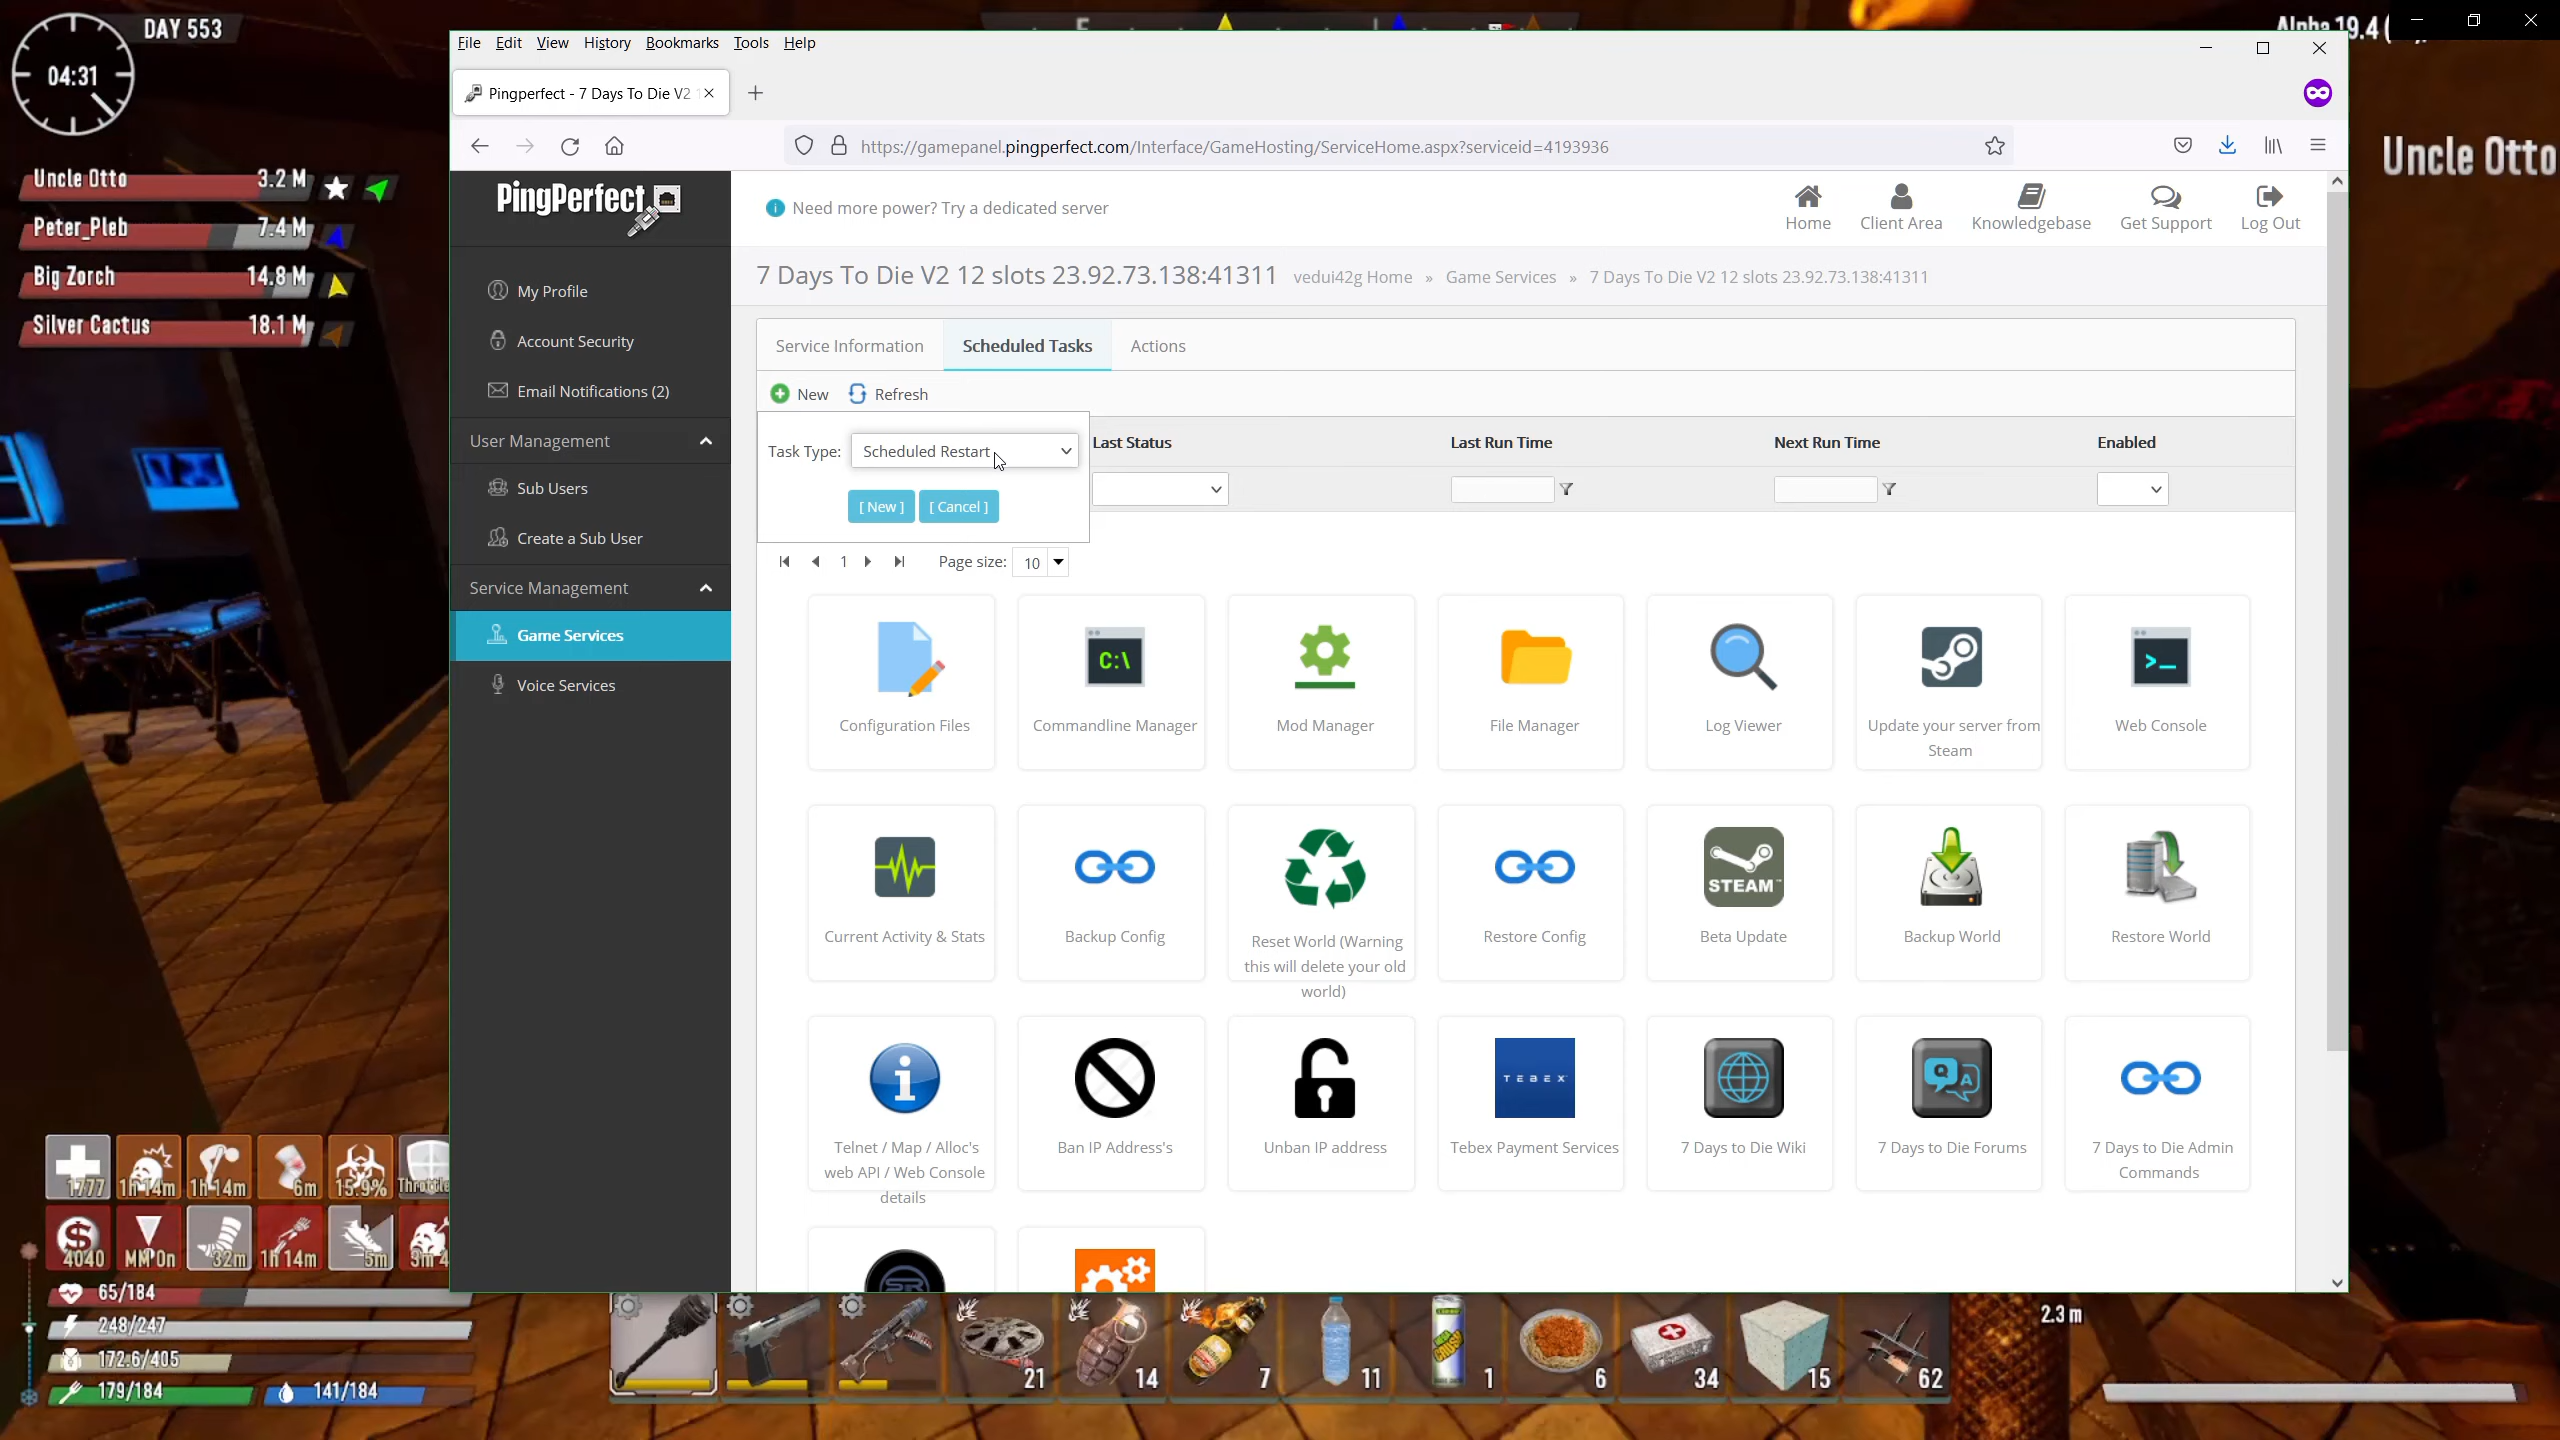 DAY 553
04:31
Uncle Otto 3.2 M
Peter_Pleb 7.4 M
Big Zorch 14.8 M
Silver Cactus 18.1 M
E
Alpha 19.4 (
Uncle Otto
File Edit View History Bookmarks Tools Help
Pingperfect - 7 Days To Die V2
https://gamepanel.pingperfect.com/Interface/GameHosting/ServiceHome.aspx?serviceid=4193936
PingPerfect
Need more power? Try a dedicated server
Home Client Area Knowledgebase Get Support Log Out
7 Days To Die V2 12 slots 23.92.73.138:41311 vedui42g Home » Game Services » 7 Days To Die V2 12 slots 23.92.73.138:41311
My Profile
Account Security
Email Notifications (2)
User Management
Sub Users
Create a Sub User
Service Management
Game Services
Voice Services
Service Information Scheduled Tasks Actions
New Refresh
Task Type: Scheduled Restart
[ New ] [ Cancel ]
Last Status Last Run Time Next Run Time Enabled
1 Page size: 10
C:\
>_
Configuration Files Commandline Manager Mod Manager File Manager Log Viewer Update your server from Steam Web Console
STEAM™
Current Activity & Stats Backup Config Reset World (Warning this will delete your old world) Restore Config Beta Update Backup World Restore World
TEBEX
Q A
Telnet / Map / Alloc's web API / Web Console details Ban IP Address's Unban IP address Tebex Payment Services 7 Days to Die Wiki 7 Days to Die Forums 7 Days to Die Admin Commands
SR
1777 1h 14m 1h 14m 6m 15.9% Throttle
4040 MM On 32m 1h 14m 5m 3m 4
65/184
248/247
172.6/405
179/184 141/184
21 14 7 11 1 6 34 15 62
2.3 m